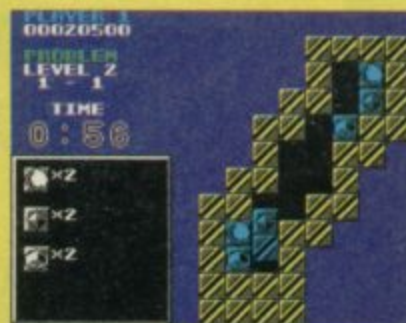 PLAYER 1
00020500
PROBLEM
LEVEL 2
1 - 1
TIME
0:56
×2
×2
×2